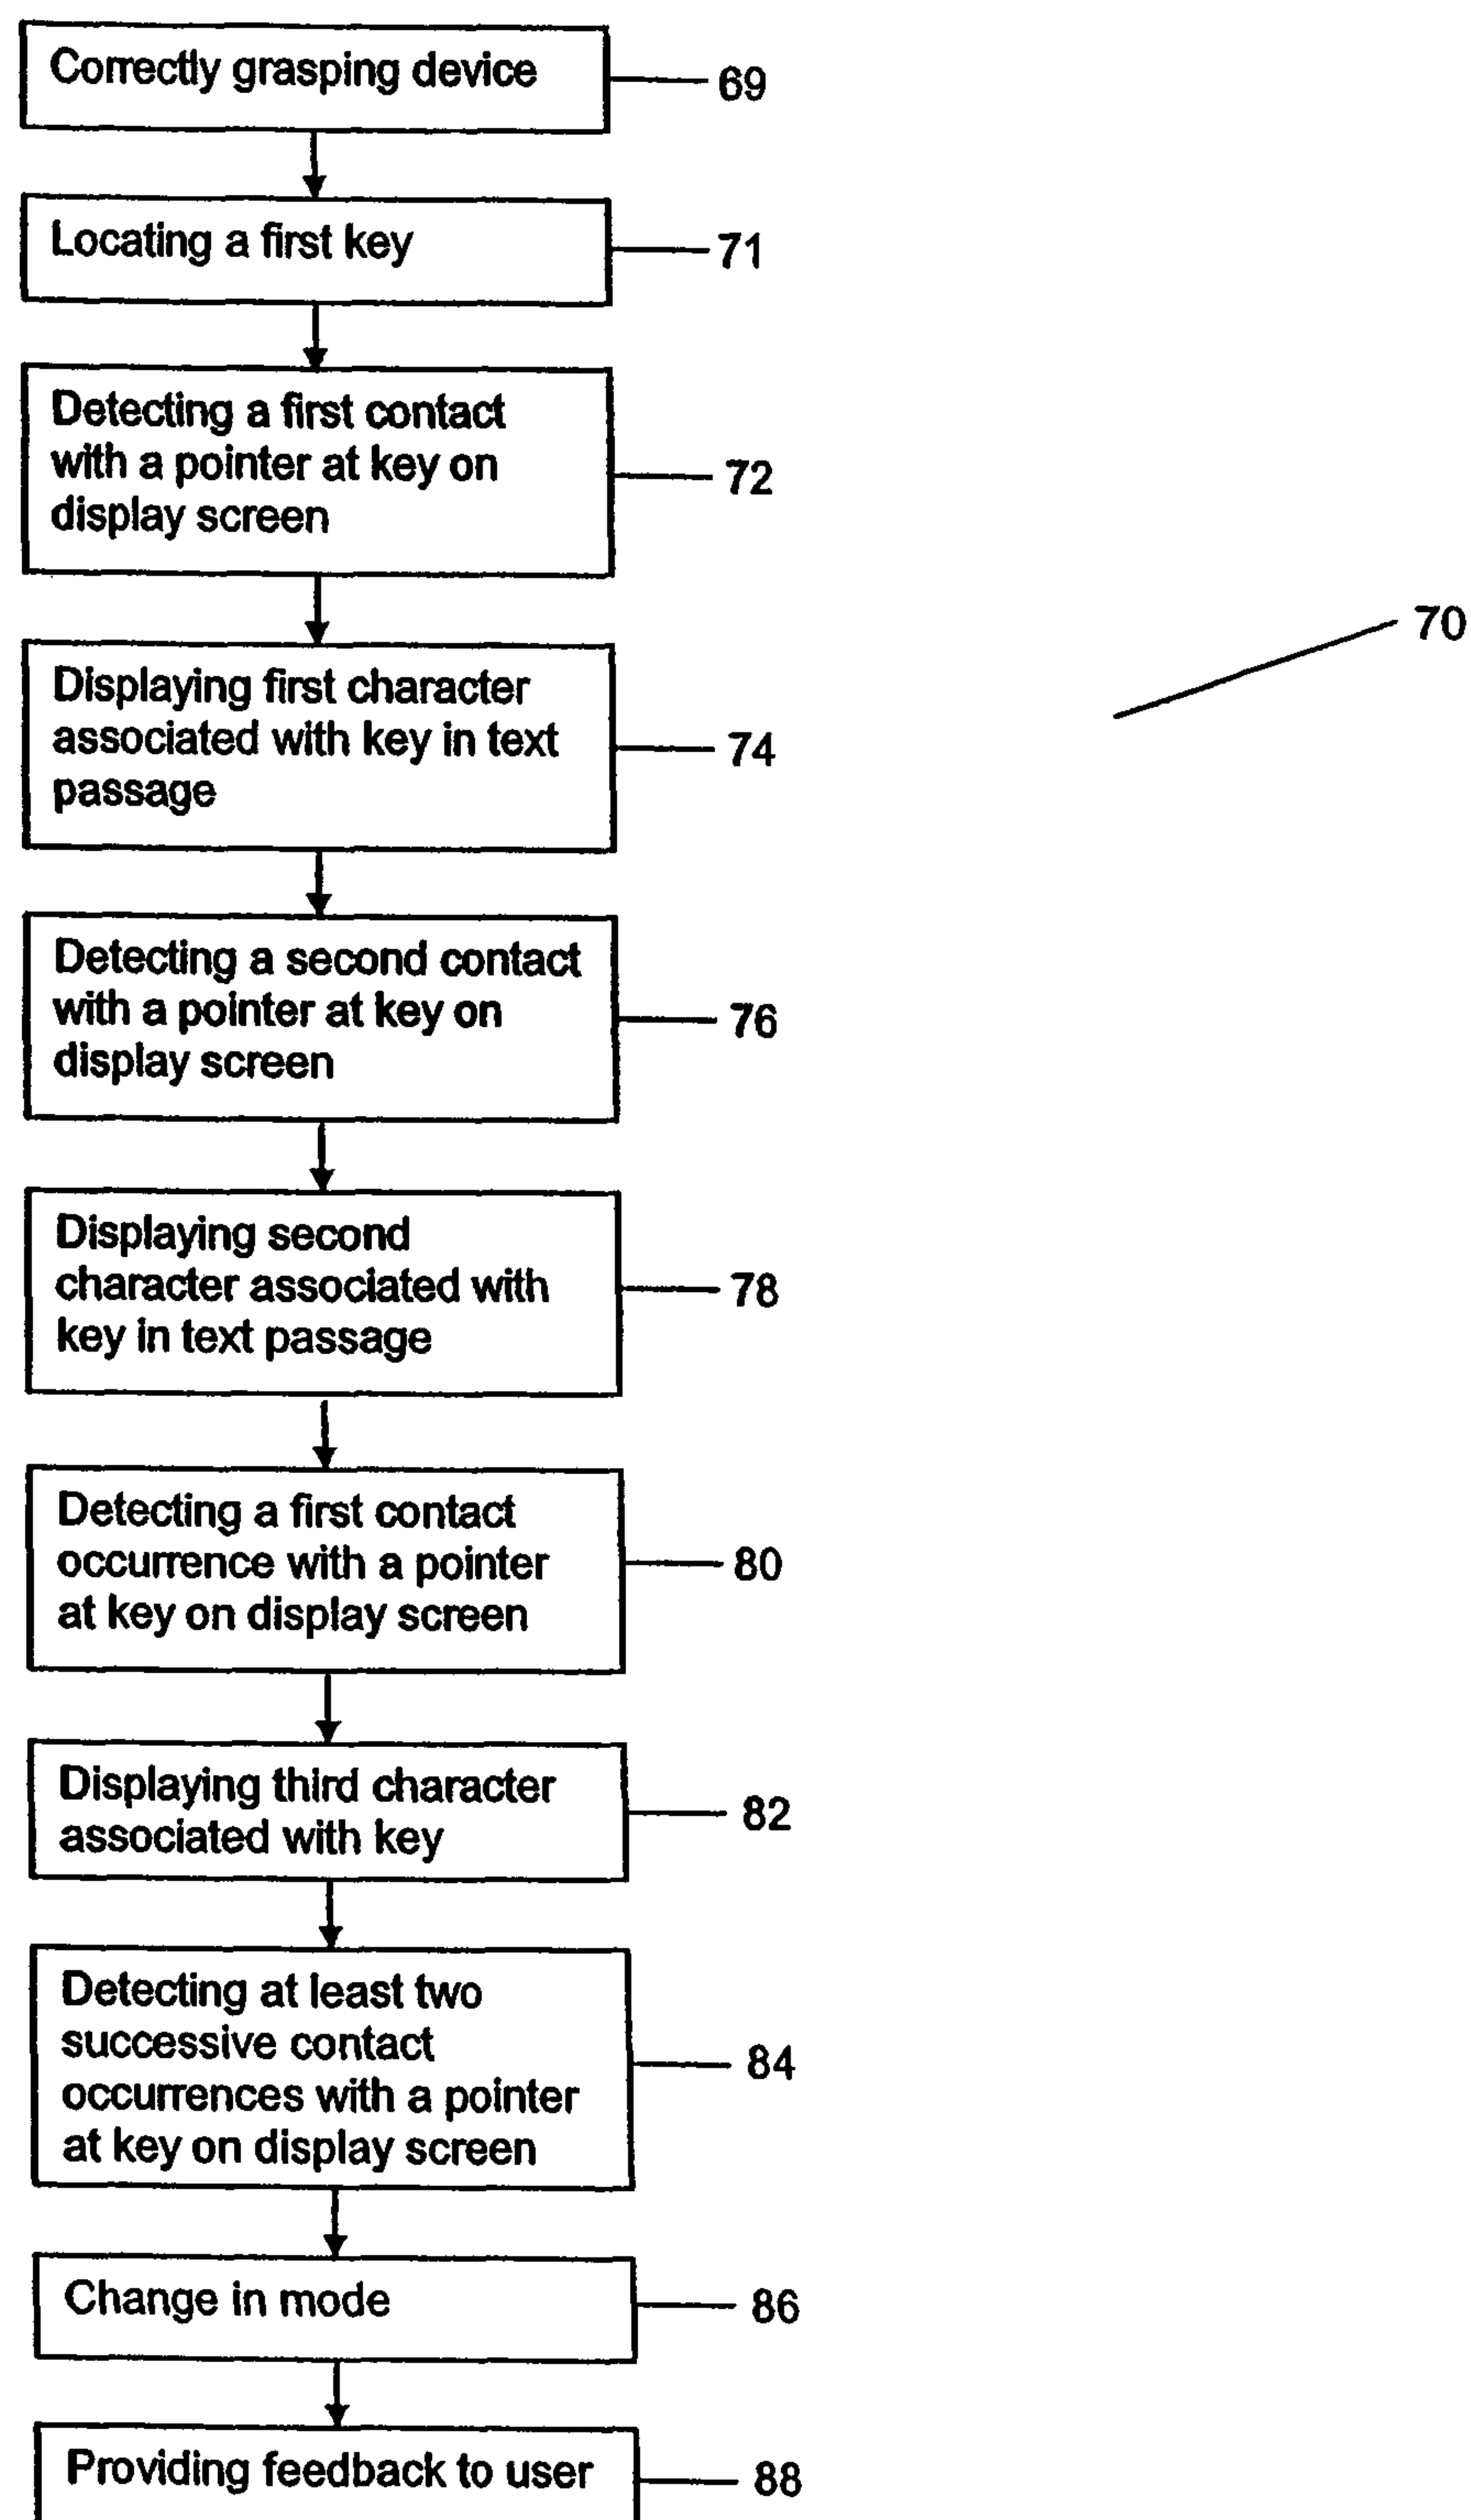 Correctly grasping device
69
Locating a first key
71
Detecting a first contact
with a pointer at key on
display screen
72
70
Displaying first character
associated with key in text
passage
74
Detecting a second contact
with a pointer at key on
display screen
76
Displaying second
character associated with
key in text passage
78
Detecting a first contact
occurrence with a pointer
at key on display screen
80
Displaying third character
associated with key
82
Detecting at least two
successive contact
occurrences with a pointer
at key on display screen
84
Change in mode
86
Providing feedback to user
88